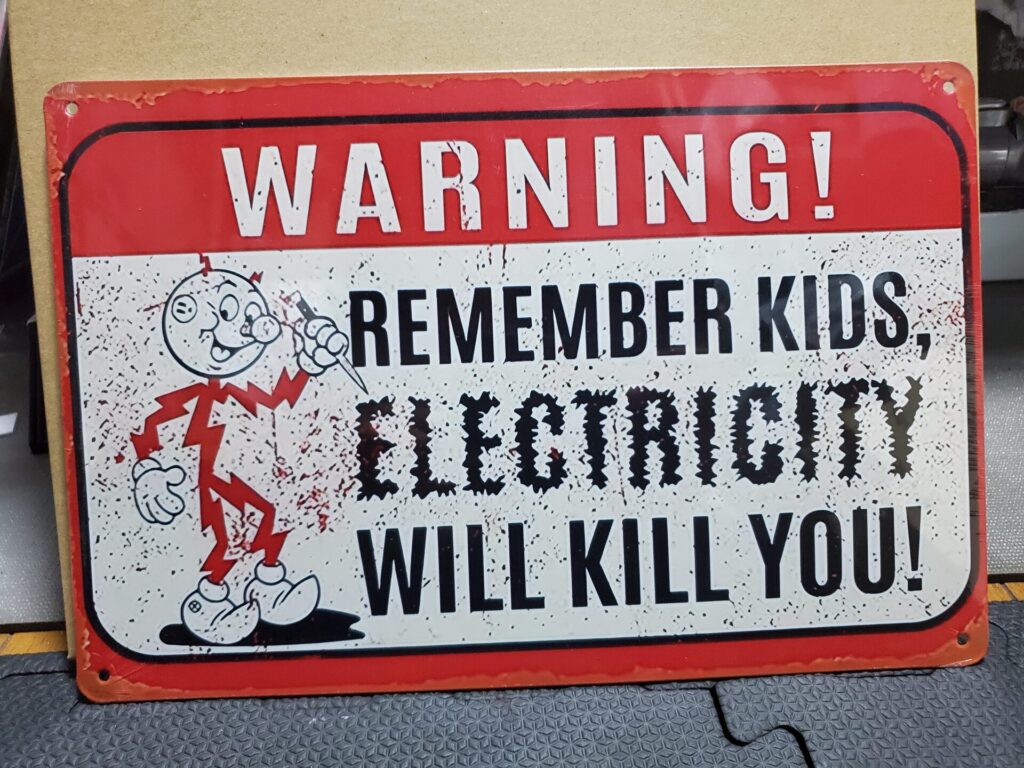 WARNING!
REMEMBER KIDS,
ELECTRICITY
WILL KILL YOU!